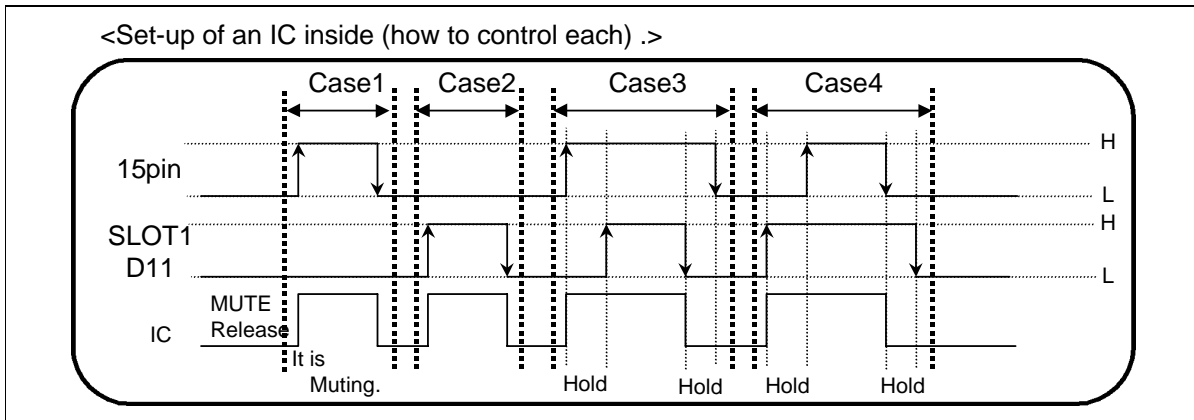 <Set-up of an IC inside (how to control each) .>
Case1 Case2 Case3 Case4
H
15pin
L
H
SLOT1
D11
L
MUTE
Release
IC
It is
Muting.
Hold Hold Hold Hold